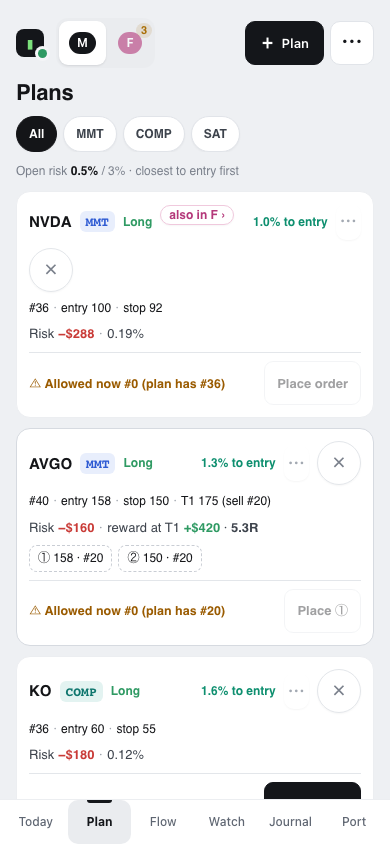 M F 3
+ Plan ...
Plans
All MMT COMP SAT
Open risk 0.5% / 3% · closest to entry first
NVDA MMT Long also in F › 1.0% to entry ...
✕
#36 · entry 100 · stop 92
Risk −$288 · 0.19%
⚠ Allowed now #0 (plan has #36) Place order
AVGO MMT Long 1.3% to entry ... ✕
#40 · entry 158 · stop 150 · T1 175 (sell #20)
Risk −$160 · reward at T1 +$420 · 5.3R
① 158 · #20 ② 150 · #20
⚠ Allowed now #0 (plan has #20) Place ①
KO COMP Long 1.6% to entry ... ✕
#36 · entry 60 · stop 55
Risk −$180 · 0.12%
Today Plan Flow Watch Journal Port